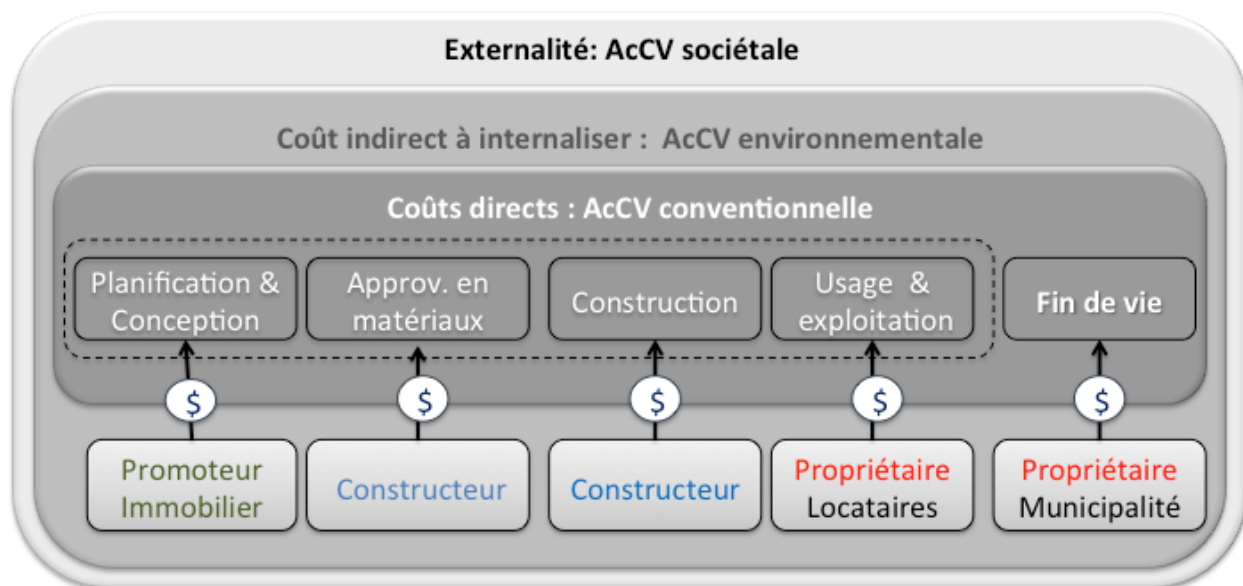 Externalité: AcCV sociétale
Coût indirect à internaliser : AcCV environnementale
Coûts directs : AcCV conventionnelle
Planification &
Conception
Approv. en
matériaux
Construction
Usage &
exploitation
Fin de vie
$
$
$
$
$
Promoteur
Immobilier
Constructeur
Constructeur
Propriétaire
Locataires
Propriétaire
Municipalité